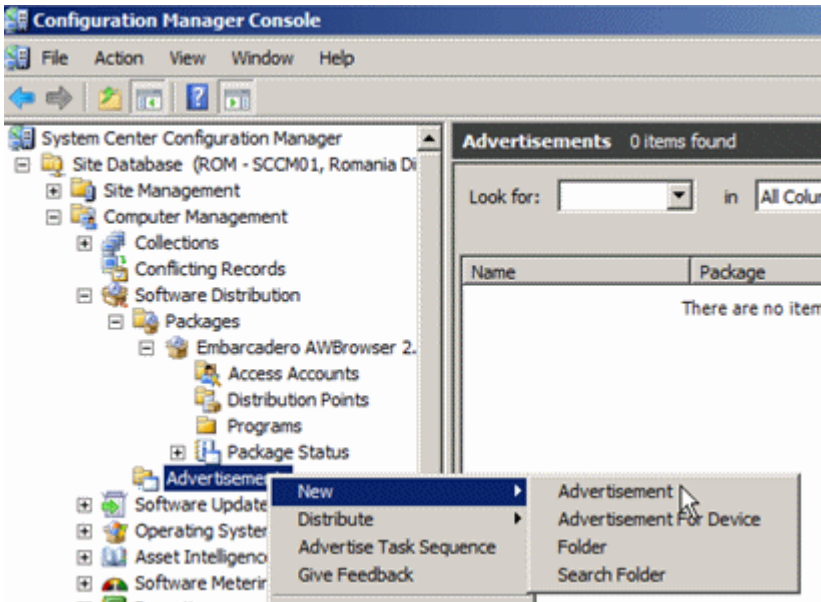 Configuration Manager Console
File Action View Window Help
System Center Configuration Manager
Site Database (ROM - SCCM01, Romania Di
Site Management
Computer Management
Collections
Conflicting Records
Software Distribution
Packages
Embarcadero AWBrowser 2.
Access Accounts
Distribution Points
Programs
Package Status
Advertisements
Software Update
Operating System
Asset Intelligence
Software Meterin
Advertisements 0 items found
Look for: in All Colu
Name Package
There are no item
New
Distribute
Advertise Task Sequence
Give Feedback
Advertisement
Advertisement For Device
Folder
Search Folder